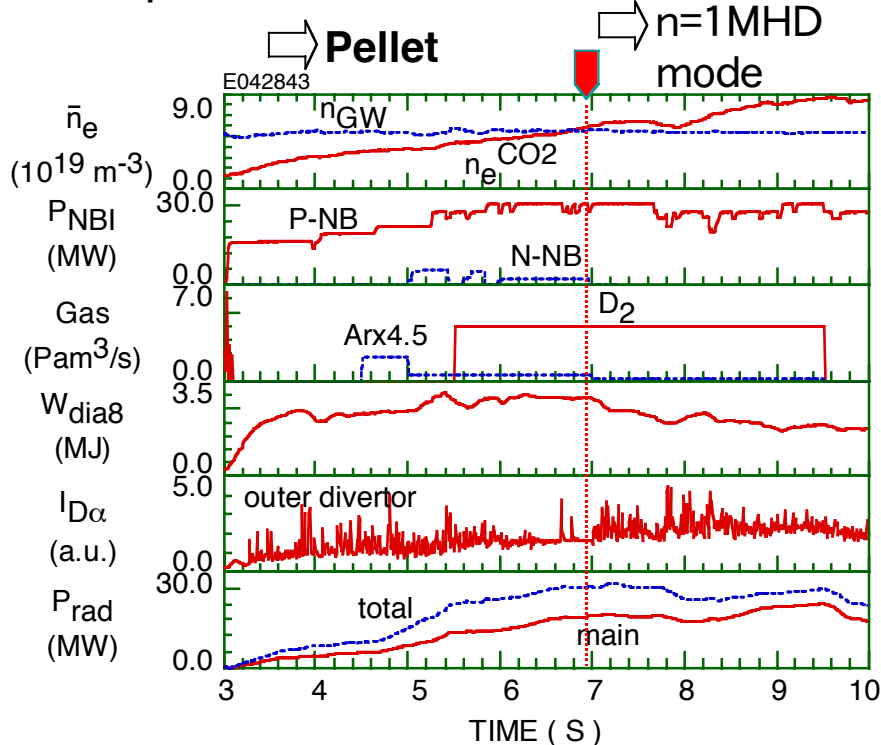 Pellet
n=1MHD
mode
E042843
n̄e
(10^19 m^-3)
9.0
0.0
nGW
ne^CO2
PNBI
(MW)
30.0
0.0
P-NB
N-NB
Gas
(Pam^3/s)
7.0
0.0
Arx4.5
D2
Wdia8
(MJ)
3.5
0.0
IDα
(a.u.)
5.0
0.0
outer divertor
Prad
(MW)
30.0
0.0
total
main
3 4 5 6 7 8 9 10
TIME ( S )